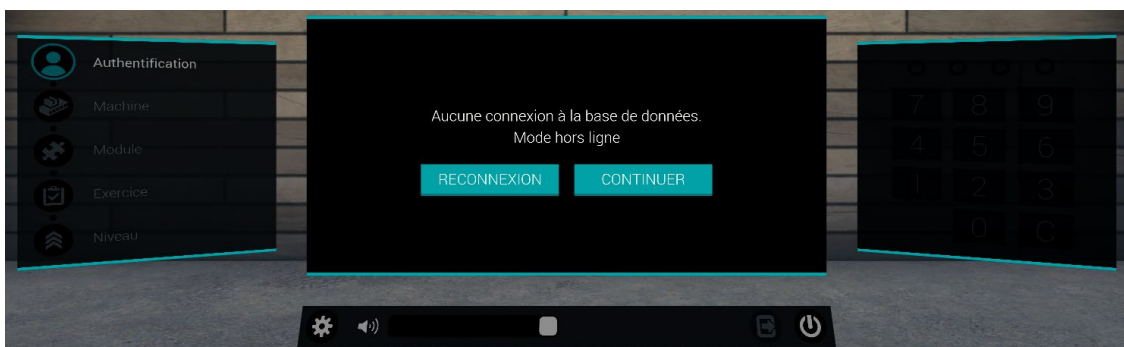 Authentification
Machine
Module
Exercice
Niveau
Aucune connexion à la base de données.
Mode hors ligne
RECONNEXION CONTINUER
7 8 9
4 5 6
1 2 3
0 C